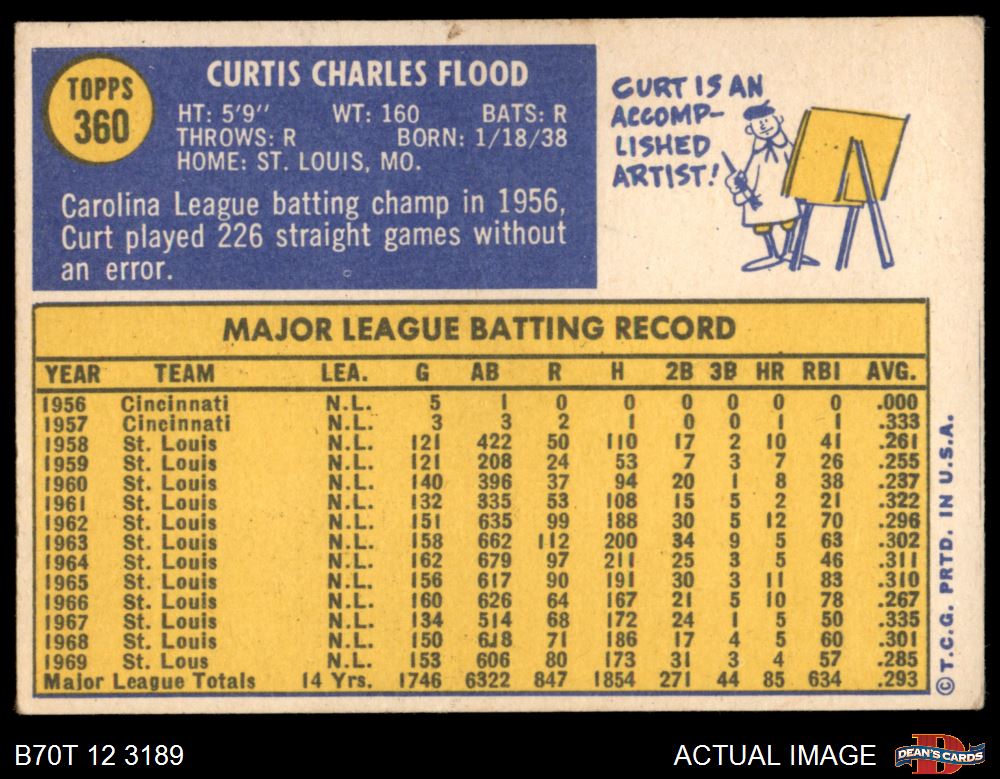 TOPPS
360
CURTIS CHARLES FLOOD
HT: 5'9" WT: 160 BATS: R
THROWS: R BORN: 1/18/38
HOME: ST. LOUIS, MO.
Carolina League batting champ in 1956,
Curt played 226 straight games without
an error.
CURT IS AN
ACCOMP-
LISHED
ARTIST!
MAJOR LEAGUE BATTING RECORD
YEAR TEAM LEA. G AB R H 2B 3B HR RBI AVG.
1956 Cincinnati N.L. 5 1 0 0 0 0 0 0 .000
1957 Cincinnati N.L. 3 3 2 1 0 0 1 1 .333
1958 St. Louis N.L. 121 422 50 110 17 2 10 41 .261
1959 St. Louis N.L. 121 208 24 53 7 3 7 26 .255
1960 St. Louis N.L. 140 396 37 94 20 1 8 38 .237
1961 St. Louis N.L. 132 335 53 108 15 5 2 21 .322
1962 St. Louis N.L. 151 635 99 188 30 5 12 70 .296
1963 St. Louis N.L. 158 662 112 200 34 9 5 63 .302
1964 St. Louis N.L. 162 679 97 211 25 3 5 46 .311
1965 St. Louis N.L. 156 617 90 191 30 3 11 83 .310
1966 St. Louis N.L. 160 626 64 167 21 5 10 78 .267
1967 St. Louis N.L. 134 514 68 172 24 1 5 50 .335
1968 St. Louis N.L. 150 618 71 186 17 4 5 60 .301
1969 St. Lous N.L. 153 606 80 173 31 3 4 57 .285
Major League Totals 14 Yrs. 1746 6322 847 1854 271 44 85 634 .293
© T.C.G. PRTD. IN U.S.A.
B70T 12 3189
ACTUAL IMAGE
DEAN'S CARDS